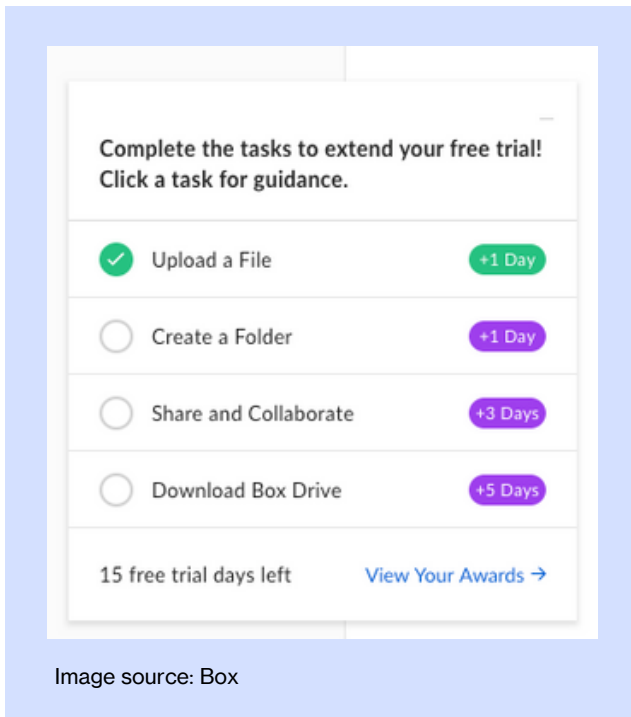 Complete the tasks to extend your free trial!
Click a task for guidance.
Upload a File +1 Day
Create a Folder +1 Day
Share and Collaborate +3 Days
Download Box Drive +5 Days
15 free trial days left View Your Awards →
Image source: Box